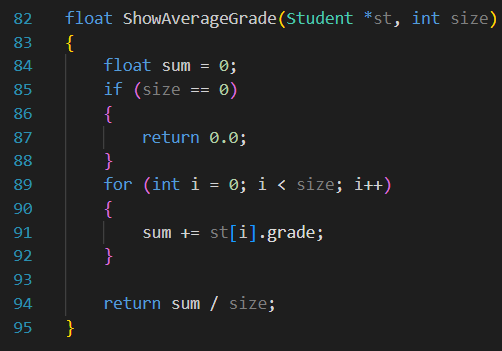 82 float ShowAverageGrade(Student *st, int size)
83 {
84     float sum = 0;
85     if (size == 0)
86     {
87         return 0.0;
88     }
89     for (int i = 0; i < size; i++)
90     {
91         sum += st[i].grade;
92     }
93
94     return sum / size;
95 }